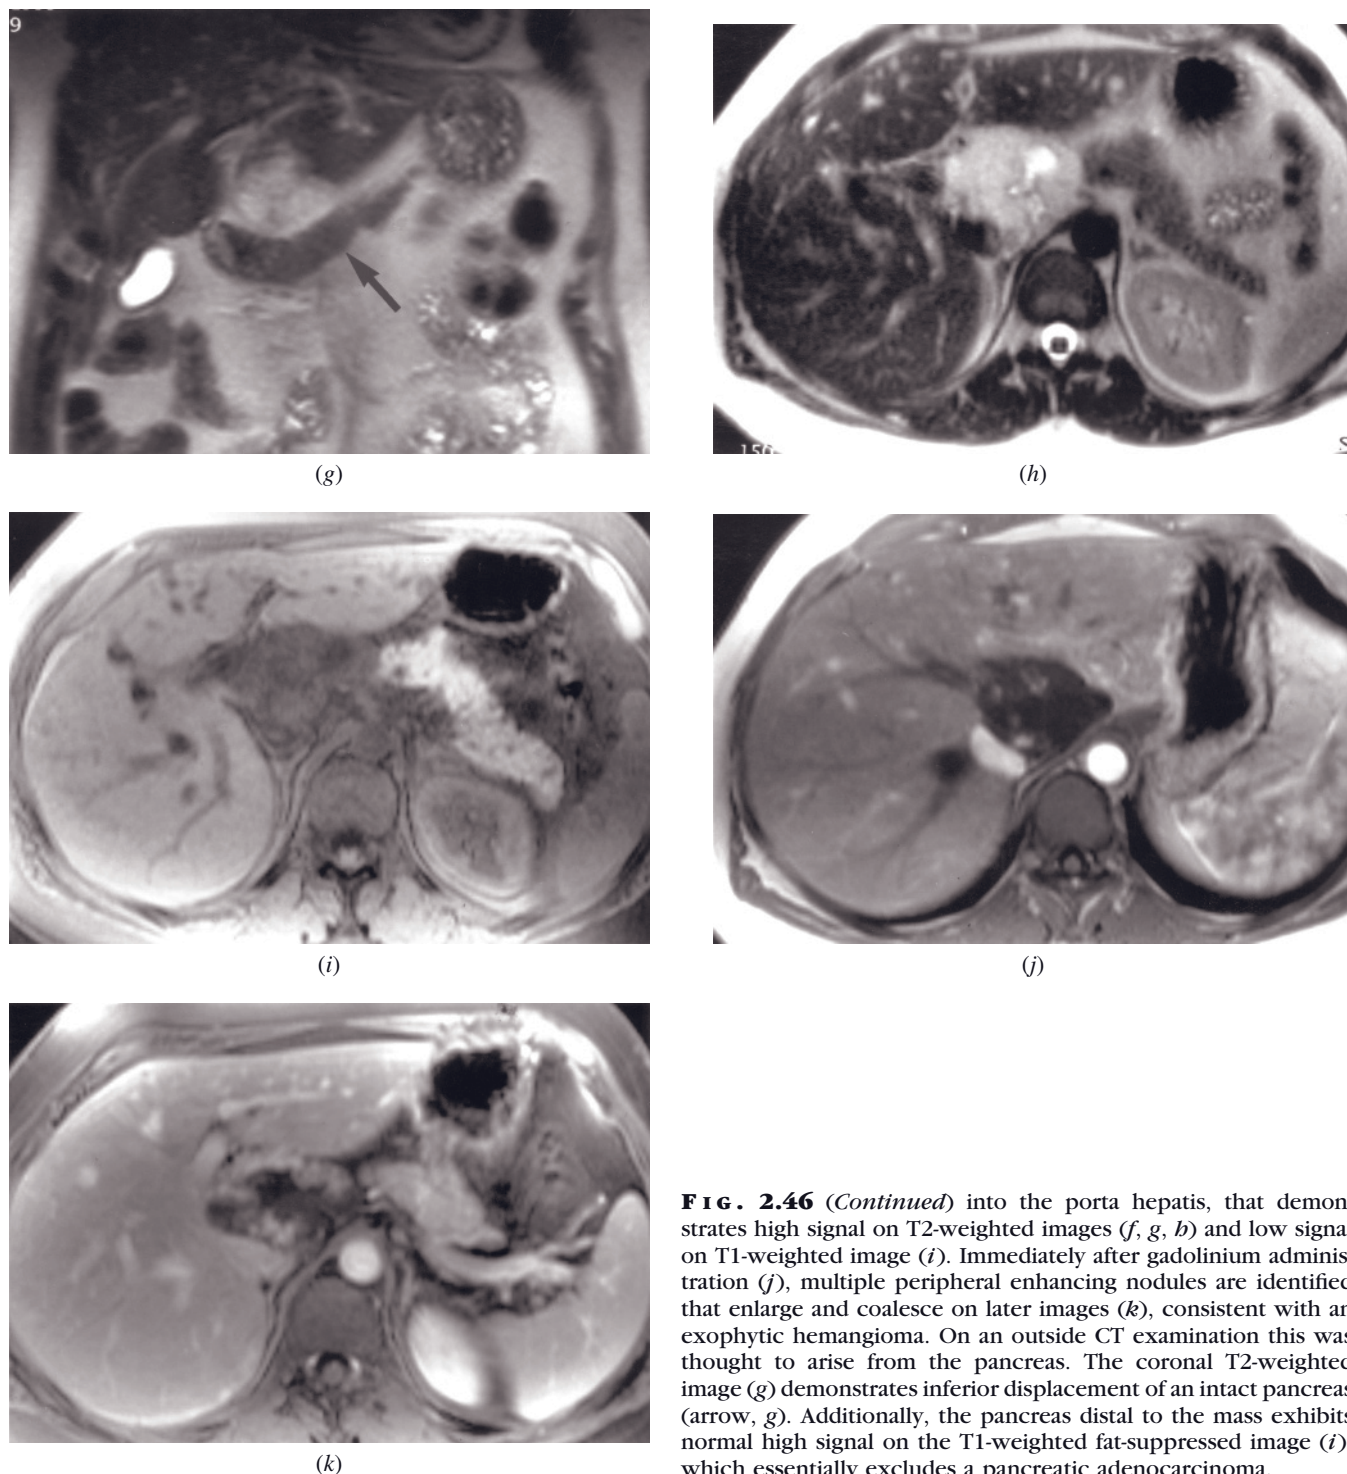 9
(g)
(h)
150
S
(i)
(j)
(k)
FIG. 2.46 (Continued) into the porta hepatis, that demon
strates high signal on T2-weighted images (f, g, h) and low signa
on T1-weighted image (i). Immediately after gadolinium adminis
tration (j), multiple peripheral enhancing nodules are identified
that enlarge and coalesce on later images (k), consistent with an
exophytic hemangioma. On an outside CT examination this was
thought to arise from the pancreas. The coronal T2-weighted
image (g) demonstrates inferior displacement of an intact pancreas
(arrow, g). Additionally, the pancreas distal to the mass exhibits
normal high signal on the T1-weighted fat-suppressed image (i)
which essentially excludes a pancreatic adenocarcinoma